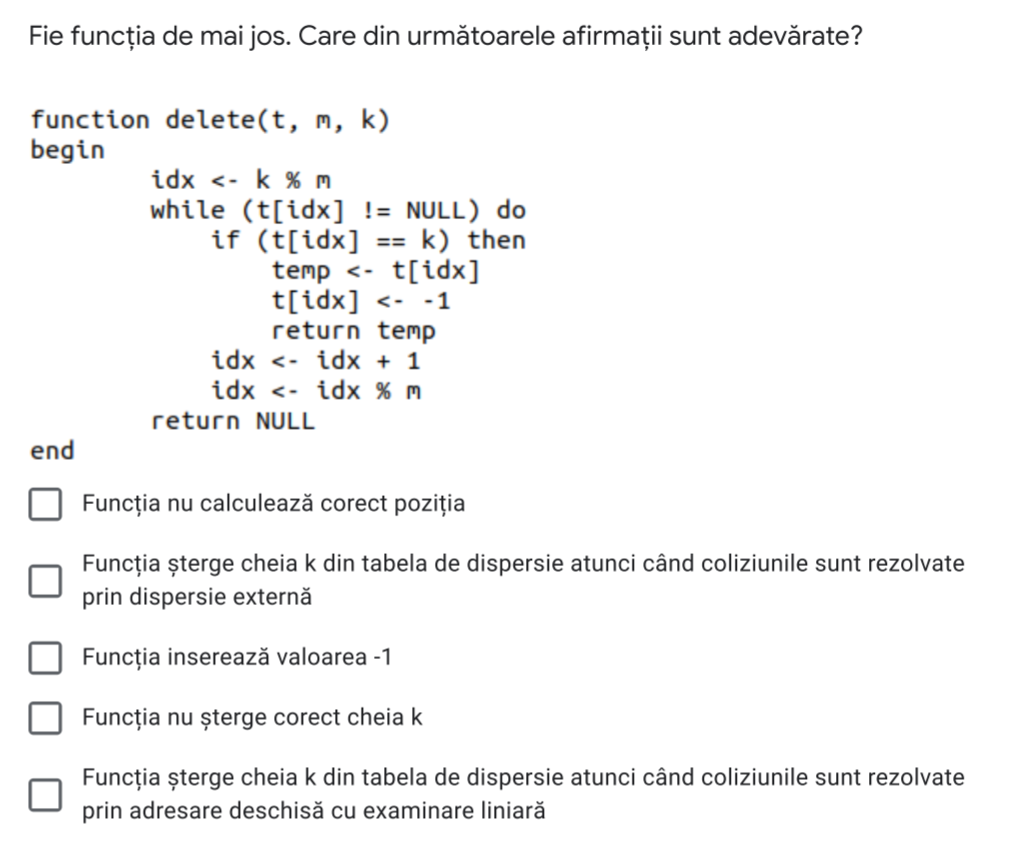 Fie funcția de mai jos. Care din următoarele afirmații sunt adevărate?
function delete(t, m, k)
begin
idx <- k % m
while (t[idx] != NULL) do
if (t[idx] == k) then
temp <- t[idx]
t[idx] <- -1
return temp
idx <- idx + 1
idx <- idx % m
return NULL
end
Funcția nu calculează corect poziția
Funcția șterge cheia k din tabela de dispersie atunci când coliziunile sunt rezolvate
prin dispersie externă
Funcția inserează valoarea -1
Funcția nu șterge corect cheia k
Funcția șterge cheia k din tabela de dispersie atunci când coliziunile sunt rezolvate
prin adresare deschisă cu examinare liniară